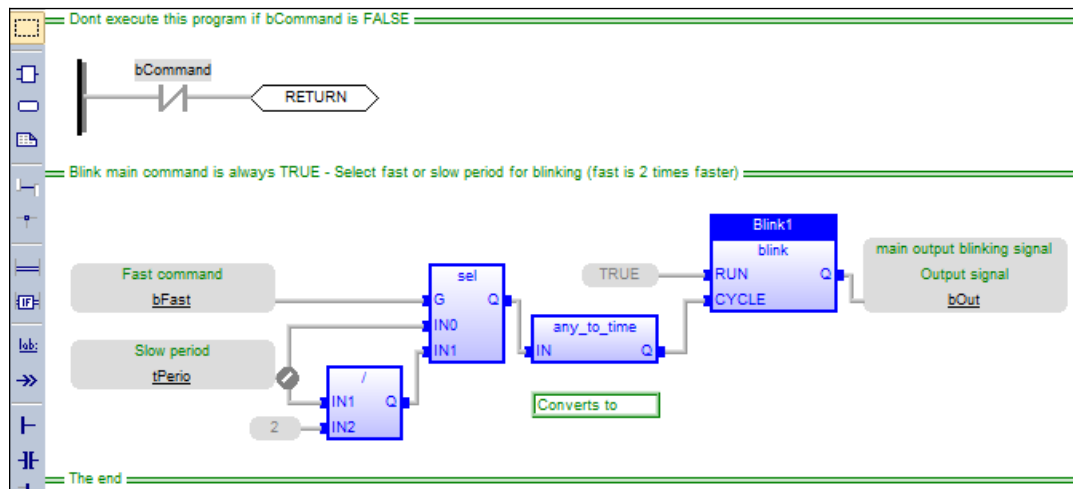 Dont execute this program if bCommand is FALSE
bCommand
RETURN
Blink main command is always TRUE - Select fast or slow period for blinking (fast is 2 times faster)
Blink1
blink
RUN Q
CYCLE
TRUE
main output blinking signal
Output signal
bOut
Fast command
bFast
sel
G Q
IN0
IN1
any_to_time
IN Q
Slow period
tPerio
/
IN1 Q
IN2
2
Converts to
The end
IF
lab: